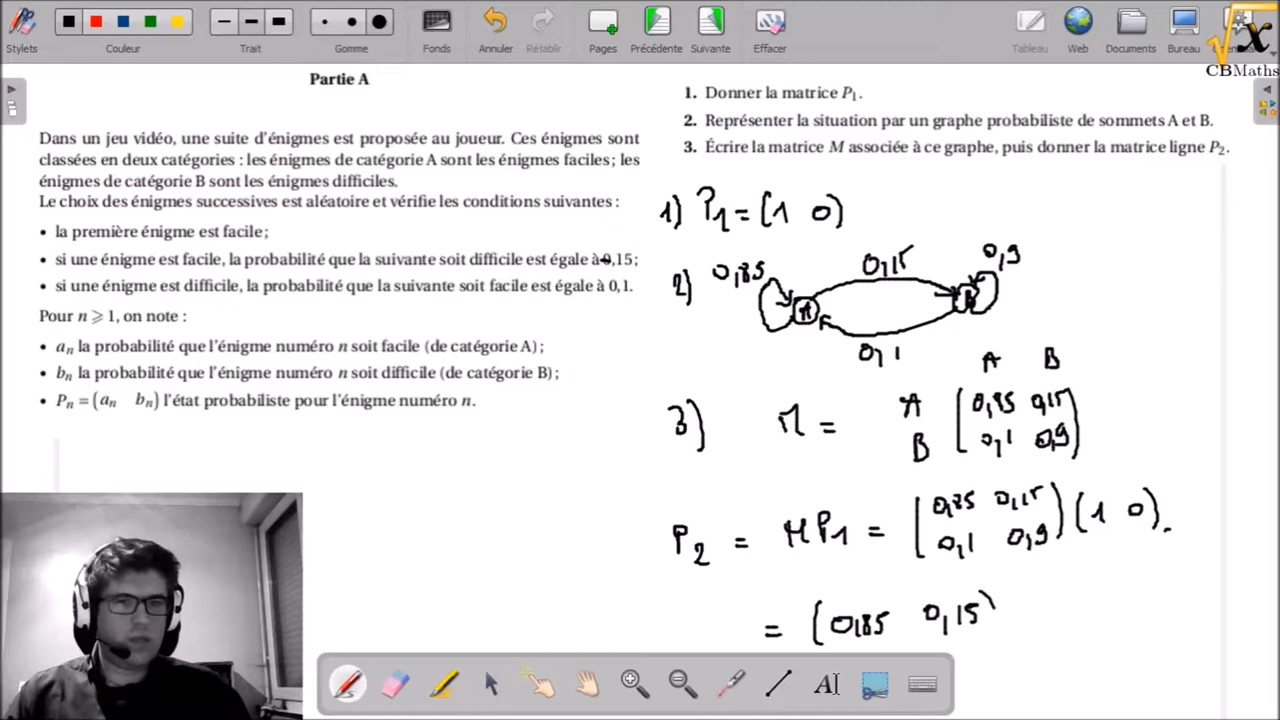 Stylets Couleur Trait Gomme Fonds Annuler Rétablir Pages Précédente Suivante Effacer Tableau Web Documents Bureau
√x
CBMaths
Partie A
Dans un jeu vidéo, une suite d'énigmes est proposée au joueur. Ces énigmes sont
classées en deux catégories : les énigmes de catégorie A sont les énigmes faciles; les
énigmes de catégorie B sont les énigmes difficiles.
Le choix des énigmes successives est aléatoire et vérifie les conditions suivantes :
• la première énigme est facile;
• si une énigme est facile, la probabilité que la suivante soit difficile est égale à 0,15;
• si une énigme est difficile, la probabilité que la suivante soit facile est égale à 0,1.
Pour n ⩾ 1, on note :
• aₙ la probabilité que l'énigme numéro n soit facile (de catégorie A);
• bₙ la probabilité que l'énigme numéro n soit difficile (de catégorie B);
• Pₙ = (aₙ bₙ) l'état probabiliste pour l'énigme numéro n.
1. Donner la matrice P₁.
2. Représenter la situation par un graphe probabiliste de sommets A et B.
3. Écrire la matrice M associée à ce graphe, puis donner la matrice ligne P₂.
1) P₁ = (1 0)
2) 0,85 0,15 0,9
A B
0,1
A B
3) M = A (0,85 0,15
B 0,1 0,9)
P₂ = MP₁ = (0,85 0,15
0,1 0,9) (1 0).
= (0,85 0,15)